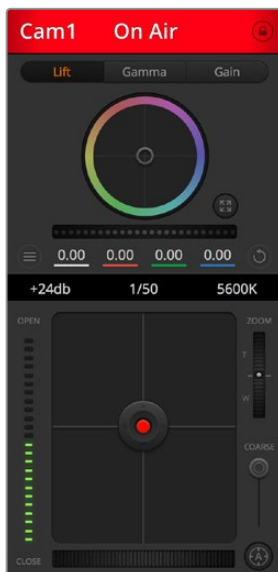 Cam1 On Air
Lift Gamma Gain
0.00 0.00 0.00 0.00
+24db 1/50 5600K
OPEN ZOOM
T
W
COARSE
CLOSE A